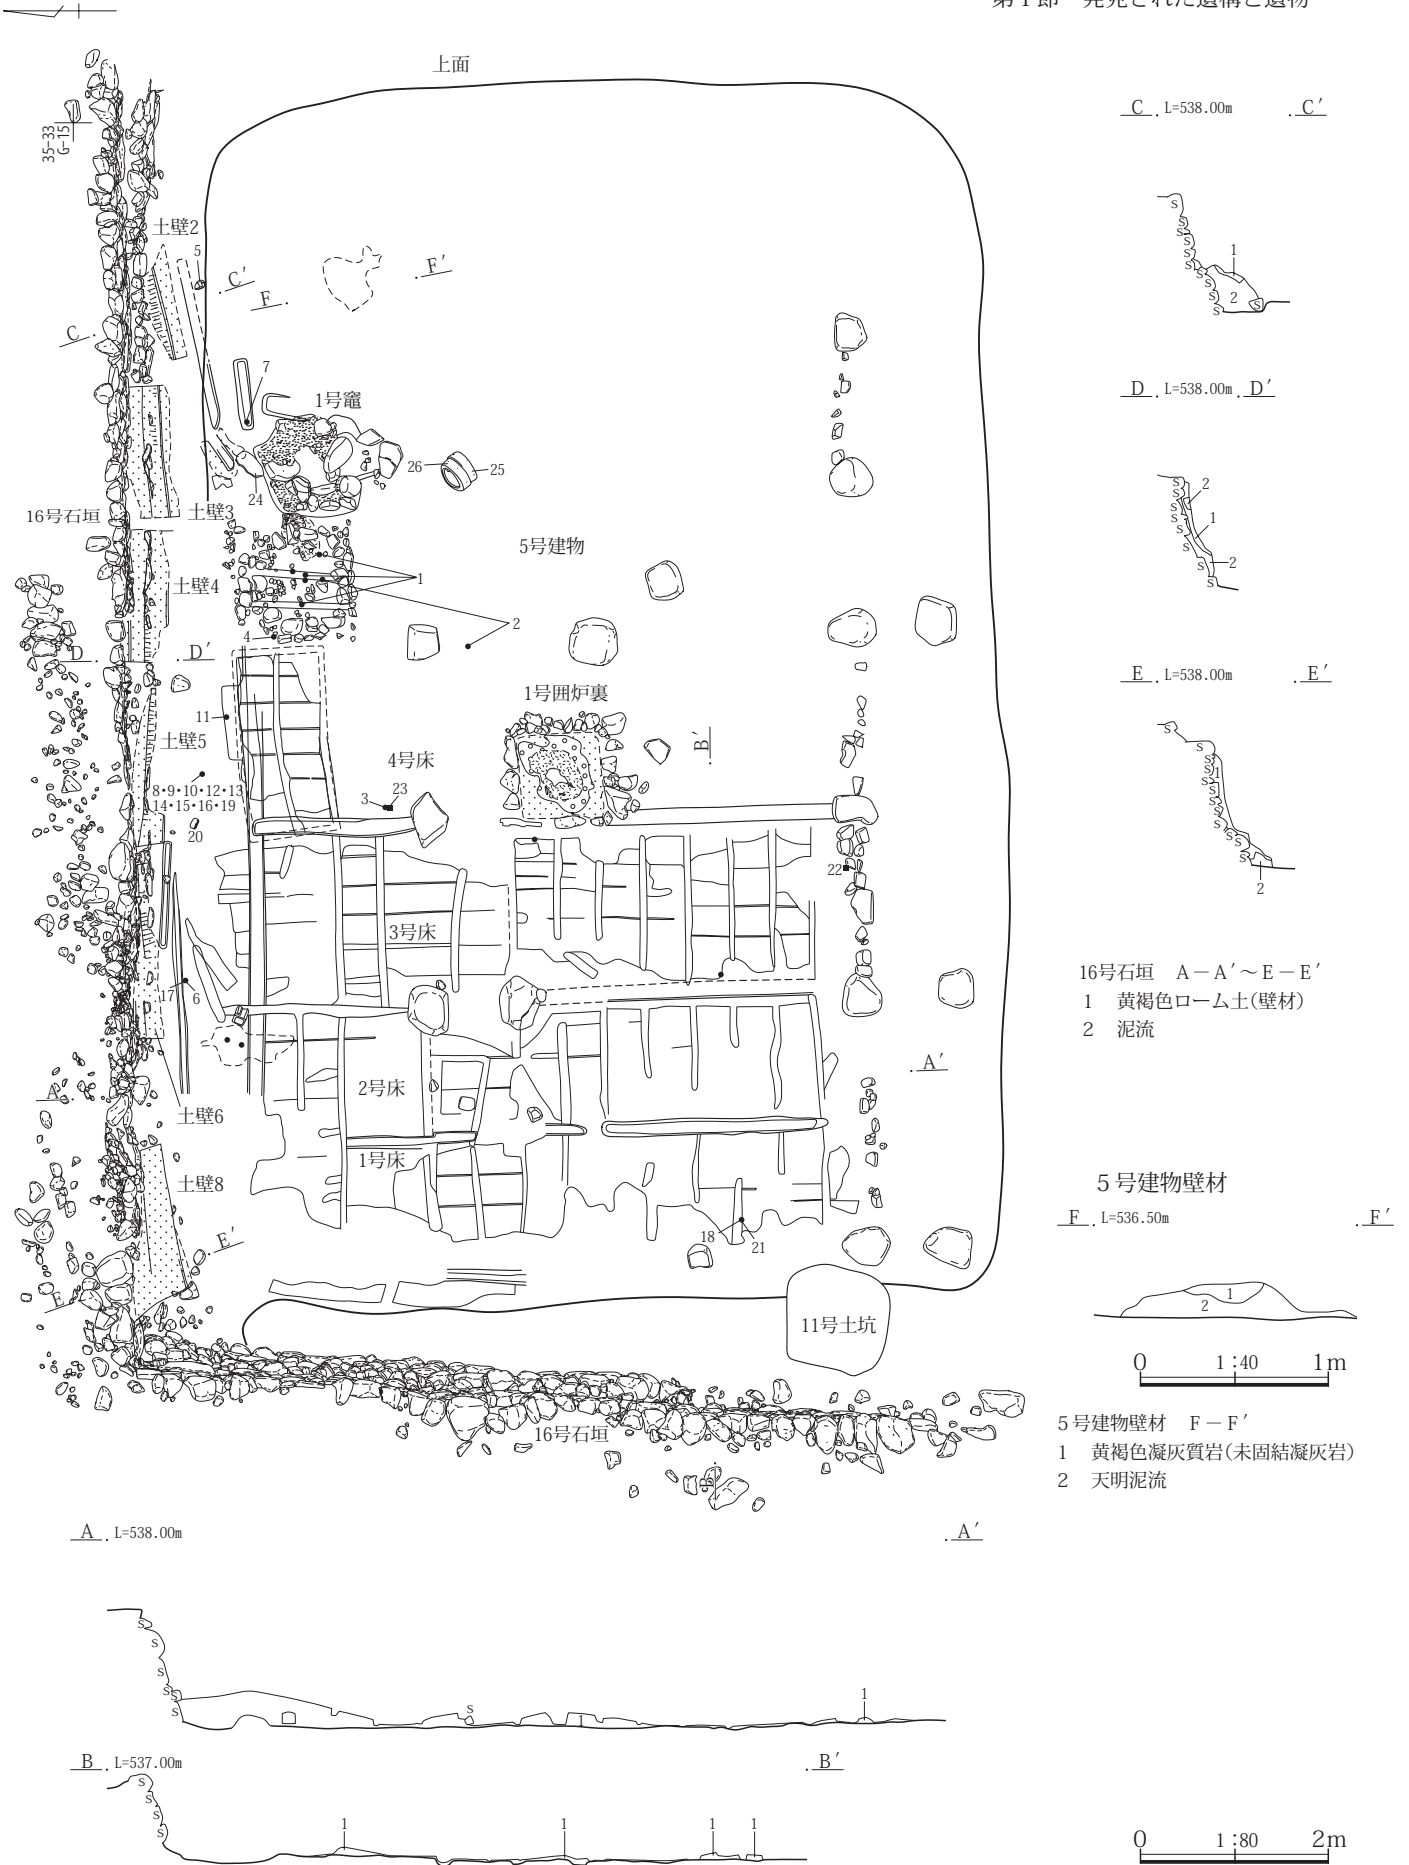 第1節　発見された遺構と遺物
上面
35-33
G-15
土壁2
5
C′
F
F′
C
7
1号竈
26
25
24
土壁3
16号石垣
5号建物
1
土壁4
2
4
D
D′
1号囲炉裏
11
土壁5
B′
4号床
8・9・10・12・13
14・15・16・19
3
23
20
22
3号床
17
6
A
A′
2号床
土壁6
1号床
土壁8
E′
18
21
E
11号土坑
16号石垣
B
C L=538.00m C′
S
S
S
S
S
S
S
S
S
S
S
1
2
D L=538.00m D′
S
S
S
S
S
S
S
2
1
2
E L=538.00m E′
S
S
S
S
S
S
S
S
S
S
1
2
16号石垣　A－A′～E－E′
1　黄褐色ローム土(壁材)
2　泥流
5号建物壁材
F L=536.50m F′
1
2
0 1:40 1m
5号建物壁材　F－F′
1　黄褐色凝灰質岩(未固結凝灰岩)
2　天明泥流
A L=538.00m A′
S
S
S
S
S
S
S
1
1
B L=537.00m B′
S
S
S
S
S
1 1 1 1
0 1:80 2m